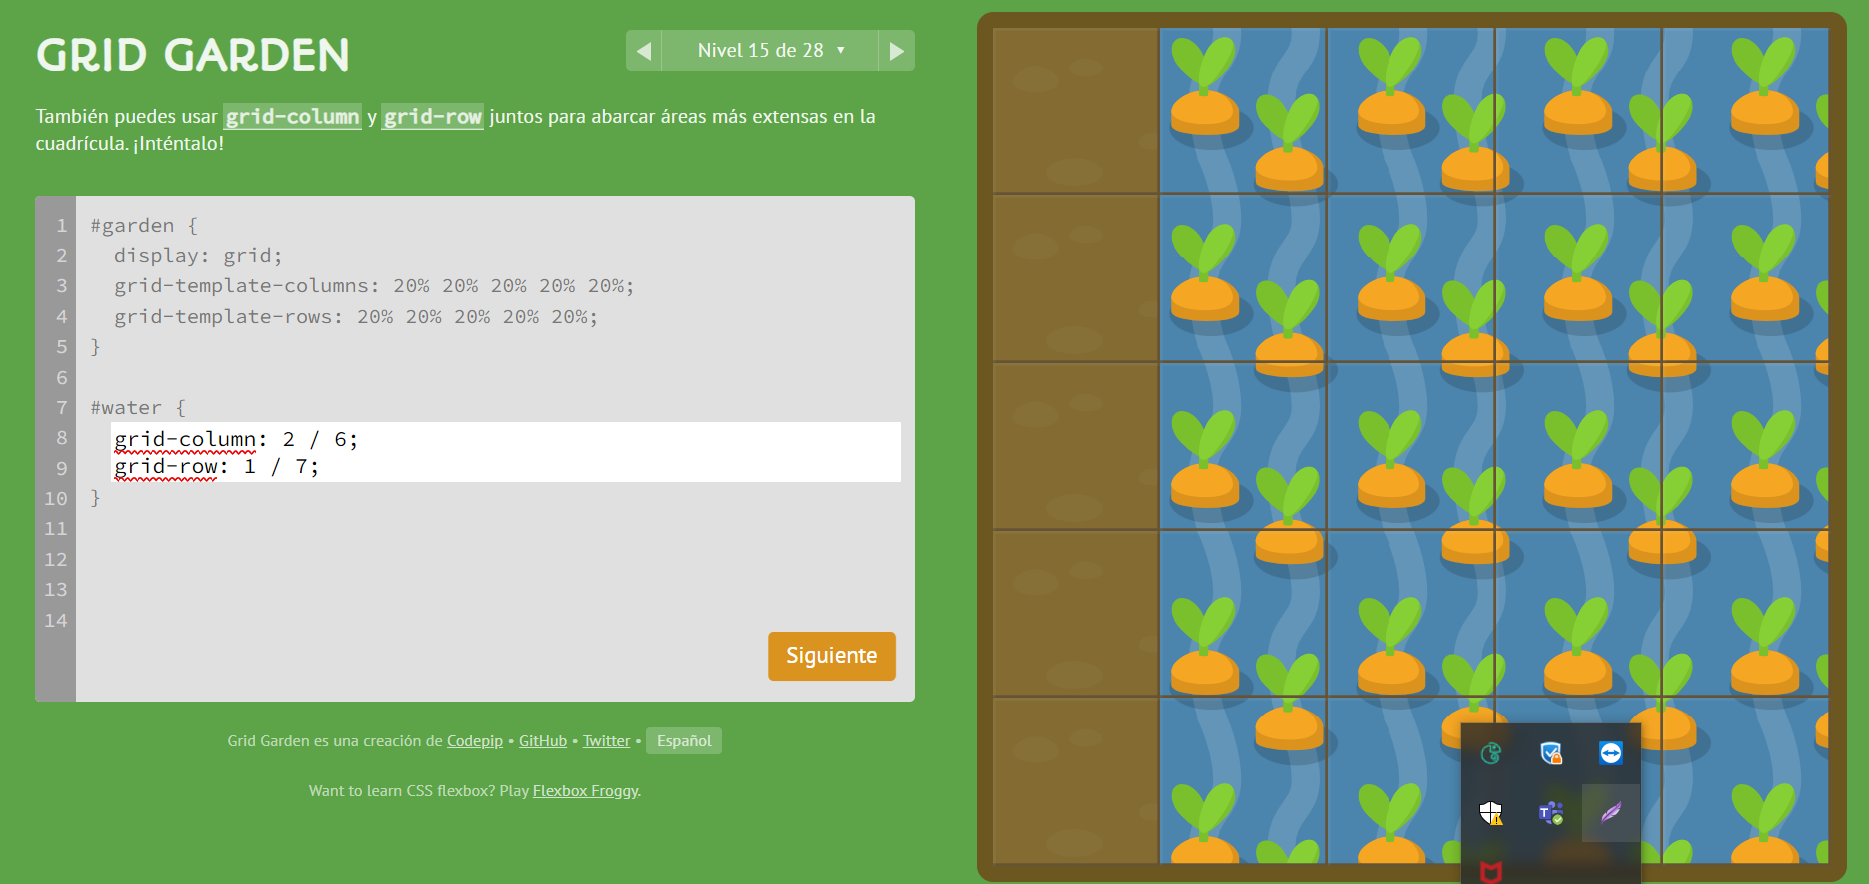 GRID GARDEN
Nivel 15 de 28 ▼
También puedes usar grid-column y grid-row juntos para abarcar áreas más extensas en la
cuadrícula. ¡Inténtalo!
1 #garden {
2 display: grid;
3 grid-template-columns: 20% 20% 20% 20% 20%;
4 grid-template-rows: 20% 20% 20% 20% 20%;
5 }
6
7 #water {
8 grid-column: 2 / 6;
9 grid-row: 1 / 7;
10 }
11
12
13
14
Siguiente
Grid Garden es una creación de Codepip • GitHub • Twitter • Español
Want to learn CSS flexbox? Play Flexbox Froggy.